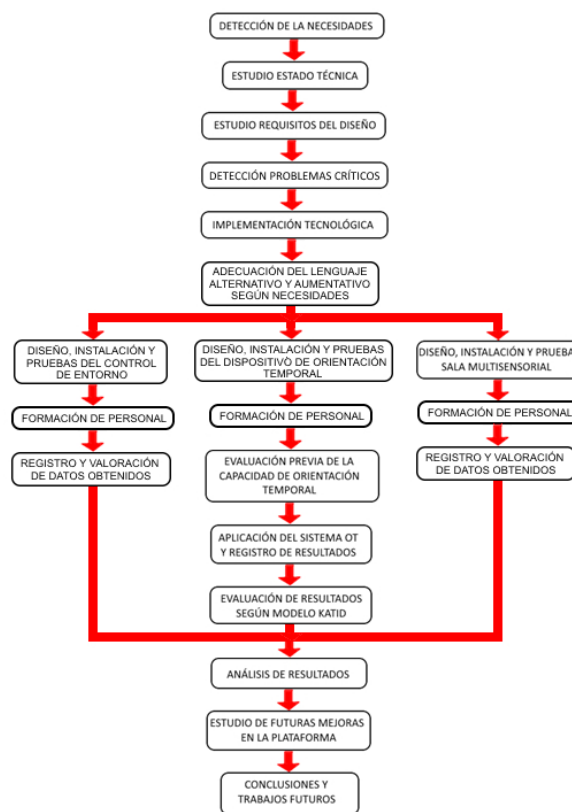 DETECCIÓN DE LA NECESIDADES
ESTUDIO ESTADO TÉCNICA
ESTUDIO REQUISITOS DEL DISEÑO
DETECCIÓN PROBLEMAS CRÍTICOS
IMPLEMENTACIÓN TECNOLÓGICA
ADECUACIÓN DEL LENGUAJE
ALTERNATIVO Y AUMENTATIVO
SEGÚN NECESIDADES
DISEÑO, INSTALACIÓN Y
PRUEBAS DEL CONTROL
DE ENTORNO
FORMACIÓN DE PERSONAL
REGISTRO Y VALORACIÓN
DE DATOS OBTENIDOS
DISEÑO, INSTALACIÓN Y PRUEBAS
DEL DISPOSITIVO DE ORIENTACIÓN
TEMPORAL
FORMACIÓN DE PERSONAL
EVALUACIÓN PREVIA DE LA
CAPACIDAD DE ORIENTACIÓN
TEMPORAL
APLICACIÓN DEL SISTEMA OT
Y REGISTRO DE RESULTADOS
EVALUACIÓN DE RESULTADOS
SEGÚN MODELO KATID
DISEÑO, INSTALACIÓN Y PRUEBA
SALA MULTISENSORIAL
FORMACIÓN DE PERSONAL
REGISTRO Y VALORACIÓN
DE DATOS OBTENIDOS
ANÁLISIS DE RESULTADOS
ESTUDIO DE FUTURAS MEJORAS
EN LA PLATAFORMA
CONCLUSIONES Y
TRABAJOS FUTUROS